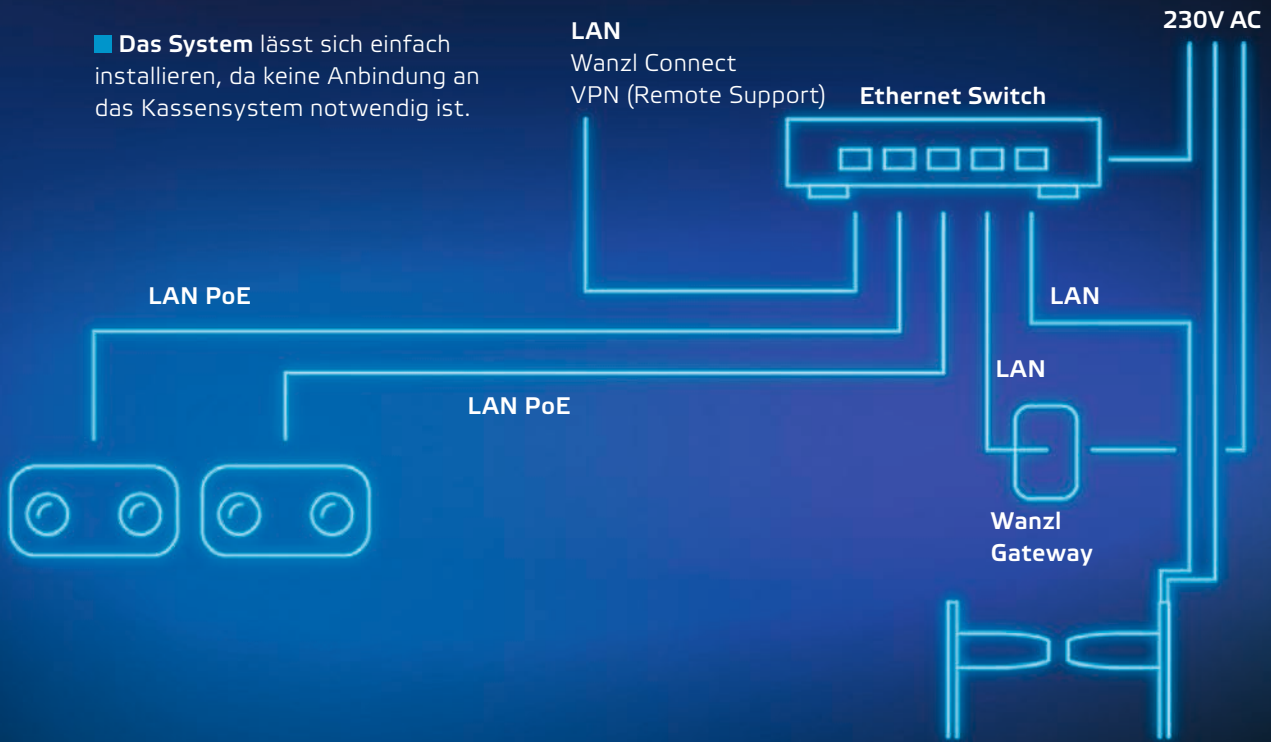 Das System lässt sich einfach
installieren, da keine Anbindung an
das Kassensystem notwendig ist.
LAN
Wanzl Connect
VPN (Remote Support)
Ethernet Switch
230V AC
LAN PoE
LAN
LAN
LAN PoE
Wanzl
Gateway